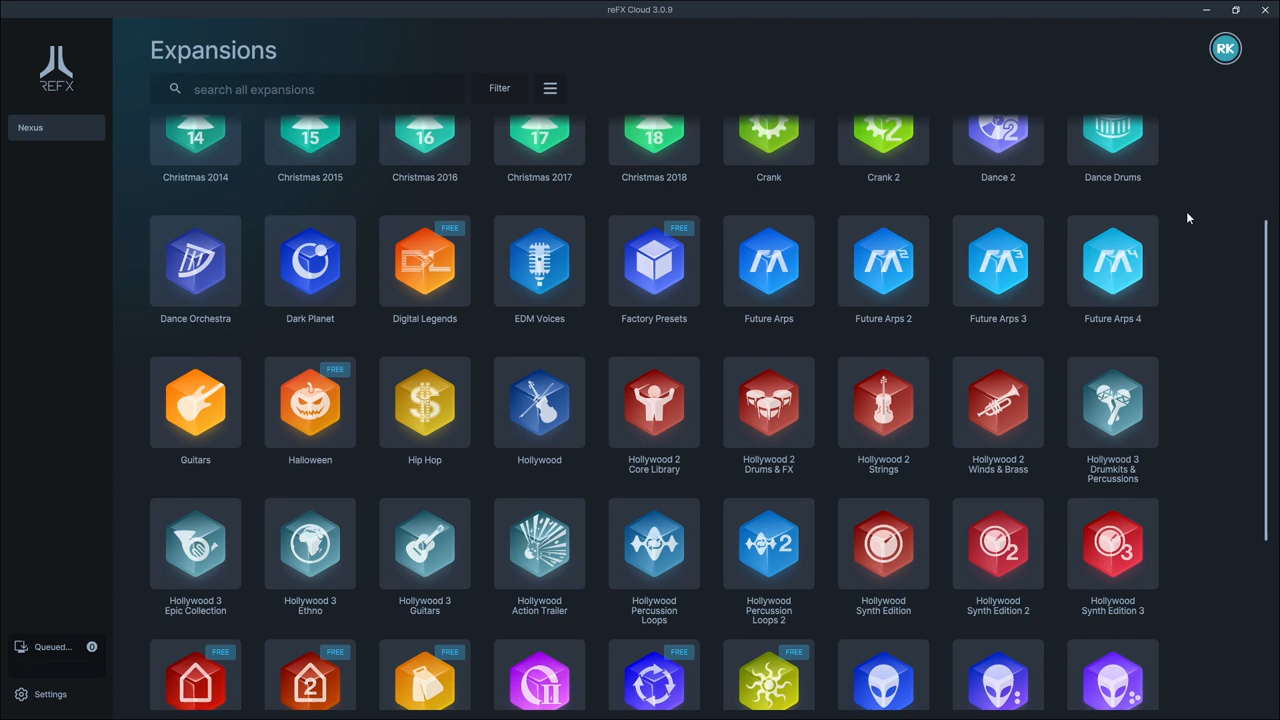 reFX Cloud 3.0.9
REFX
Expansions
RK
search all expansions
Filter
Nexus
14
15
16
17
18
2
2
Christmas 2014
Christmas 2015
Christmas 2016
Christmas 2017
Christmas 2018
Crank
Crank 2
Dance 2
Dance Drums
FREE
FREE
DL
2
3
4
Dance Orchestra
Dark Planet
Digital Legends
EDM Voices
Factory Presets
Future Arps
Future Arps 2
Future Arps 3
Future Arps 4
FREE
$
Guitars
Halloween
Hip Hop
Hollywood
Hollywood 2
Core Library
Hollywood 2
Drums & FX
Hollywood 2
Strings
Hollywood 2
Winds & Brass
Hollywood 3
Drumkits &
Percussions
2
2
3
Hollywood 3
Epic Collection
Hollywood 3
Ethno
Hollywood 3
Guitars
Hollywood
Action Trailer
Hollywood
Percussion
Loops
Hollywood
Percussion
Loops 2
Hollywood
Synth Edition
Hollywood
Synth Edition 2
Hollywood
Synth Edition 3
FREE
FREE
FREE
FREE
FREE
2
Queued...
0
Settings